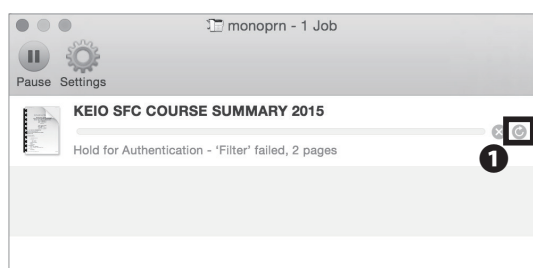 monoprn - 1 Job
Pause Settings
KEIO SFC COURSE SUMMARY 2015
Hold for Authentication - 'Filter' failed, 2 pages
1